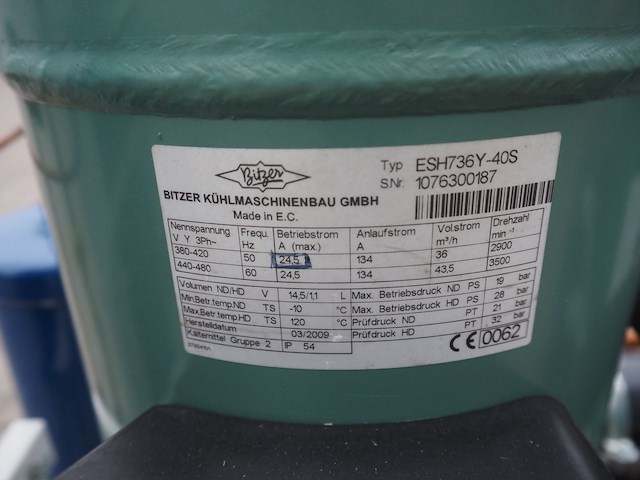 Bitzer
Typ ESH736Y-40S
S.Nr. 1076300187
BITZER KÜHLMASCHINENBAU GMBH
Made in E.C.
Nennspannung Frequ. Betriebstrom Anlaufstrom Volstrom Drehzahl
V Y 3Ph~ Hz A (max.) A m³/h min⁻¹
380-420 50 24,5 134 36 2900
440-480 60 24,5 134 43,5 3500
Volumen ND/HD V 14,5/1,1 L Max. Betriebsdruck ND PS 19 bar
Min.Betr.temp.ND TS -10 °C Max. Betriebsdruck HD PS 28 bar
Max.Betr.temp.HD TS 120 °C Prüfdruck ND PT 21 bar
Herstelldatum 03/2009 Prüfdruck HD PT 32 bar
Kältemittel Gruppe 2 IP 54
CE 0062